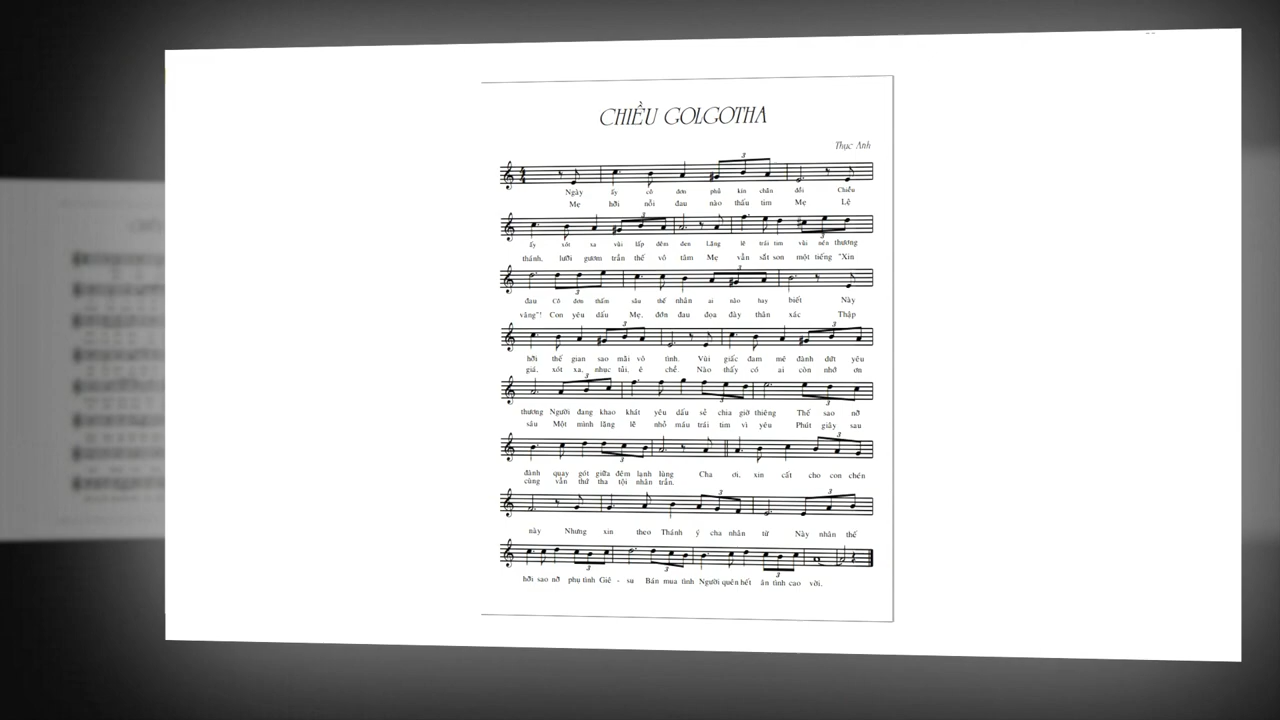 CHIỀU GOLGOTHA
Thục Anh
Ngày ấy cô đơn phủ kín chân đồi Chiều
Mẹ hỡi nỗi đau nào thấu tim Mẹ Lệ
ấy xót xa vùi lấp đêm đen Lặng lẽ trái tim vùi nên thương
thánh, lưỡi gươm trần thế vô tâm Mẹ vẫn sắt son một tiếng "Xin
đau Cô đơn thẩm sâu thế nhân ai nào hay biết Này
vâng"! Con yêu dấu Mẹ, đớn đau đọa đày thân xác Thập
hỡi thế gian sao mãi vô tình. Vùi giấc đam mê đành dứt yêu
giá, xót xa, nhục tủi, ê chề. Nào thấy có ai còn nhớ ơn
thương Người đang khao khát yêu dấu sẻ chia giờ thiêng Thế sao nỡ
sâu Một mình lặng lẽ nhỏ máu trái tim vì yêu Phút giây sau
đành quay gót giữa đêm lạnh lùng Cha ơi, xin cất cho con chén
cùng vẫn thứ tha tội nhân trần.
này Nhưng xin theo Thánh ý cha nhân từ Này nhân thế
hỡi sao nỡ phụ tình Giê - su Bán mua tình Người quên hết ân tình cao vời.